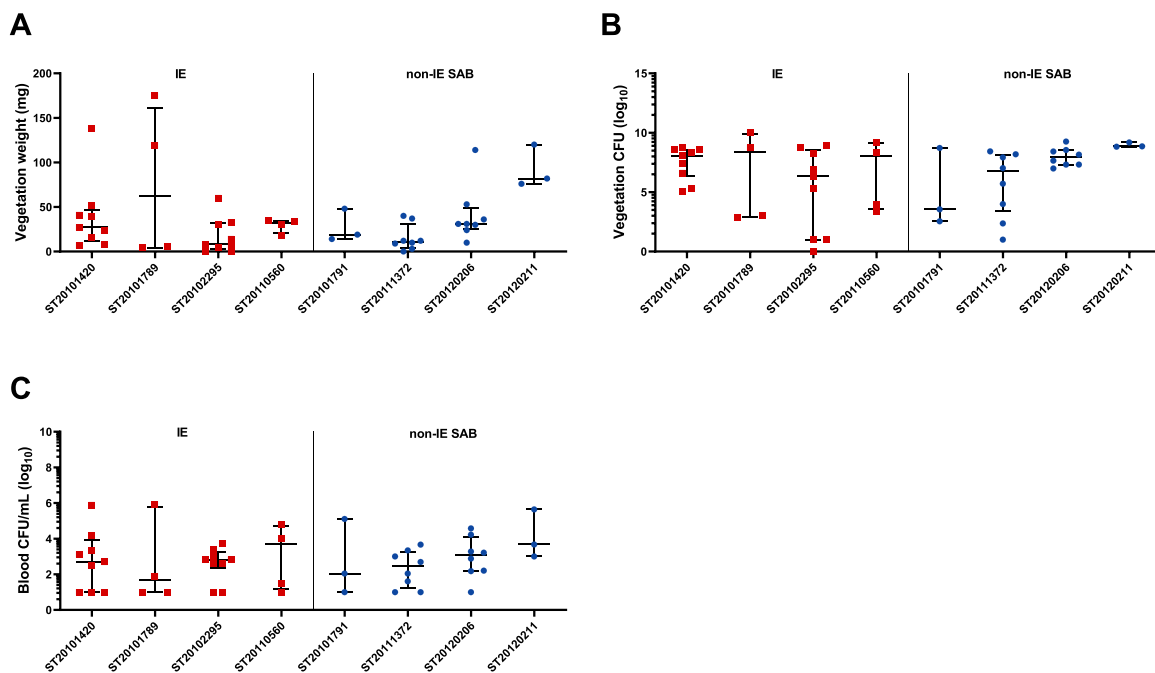 A
IE
non-IE SAB
Vegetation weight (mg)
200
150
100
50
0
ST20101420
ST20101789
ST20102295
ST20110560
ST20101791
ST20111372
ST20120206
ST20120211
B
IE
non-IE SAB
Vegetation CFU (log10)
15
10
5
0
ST20101420
ST20101789
ST20102295
ST20110560
ST20101791
ST20111372
ST20120206
ST20120211
C
IE
non-IE SAB
Blood CFU/mL (log10)
10
8
6
4
2
0
ST20101420
ST20101789
ST20102295
ST20110560
ST20101791
ST20111372
ST20120206
ST20120211